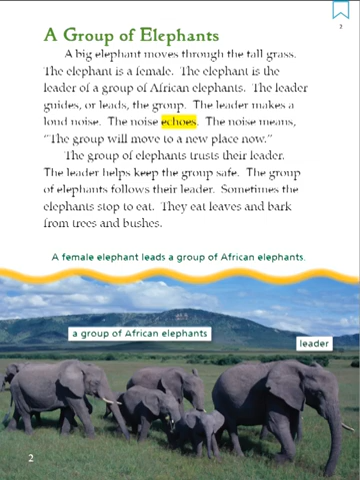 2
A Group of Elephants
A big elephant moves through the tall grass.
The elephant is a female. The elephant is the
leader of a group of African elephants. The leader
guides, or leads, the group. The leader makes a
loud noise. The noise echoes. The noise means,
“The group will move to a new place now.”
The group of elephants trusts their leader.
The leader helps keep the group safe. The group
of elephants follows their leader. Sometimes the
elephants stop to eat. They eat leaves and bark
from trees and bushes.
A female elephant leads a group of African elephants.
a group of African elephants
leader
2